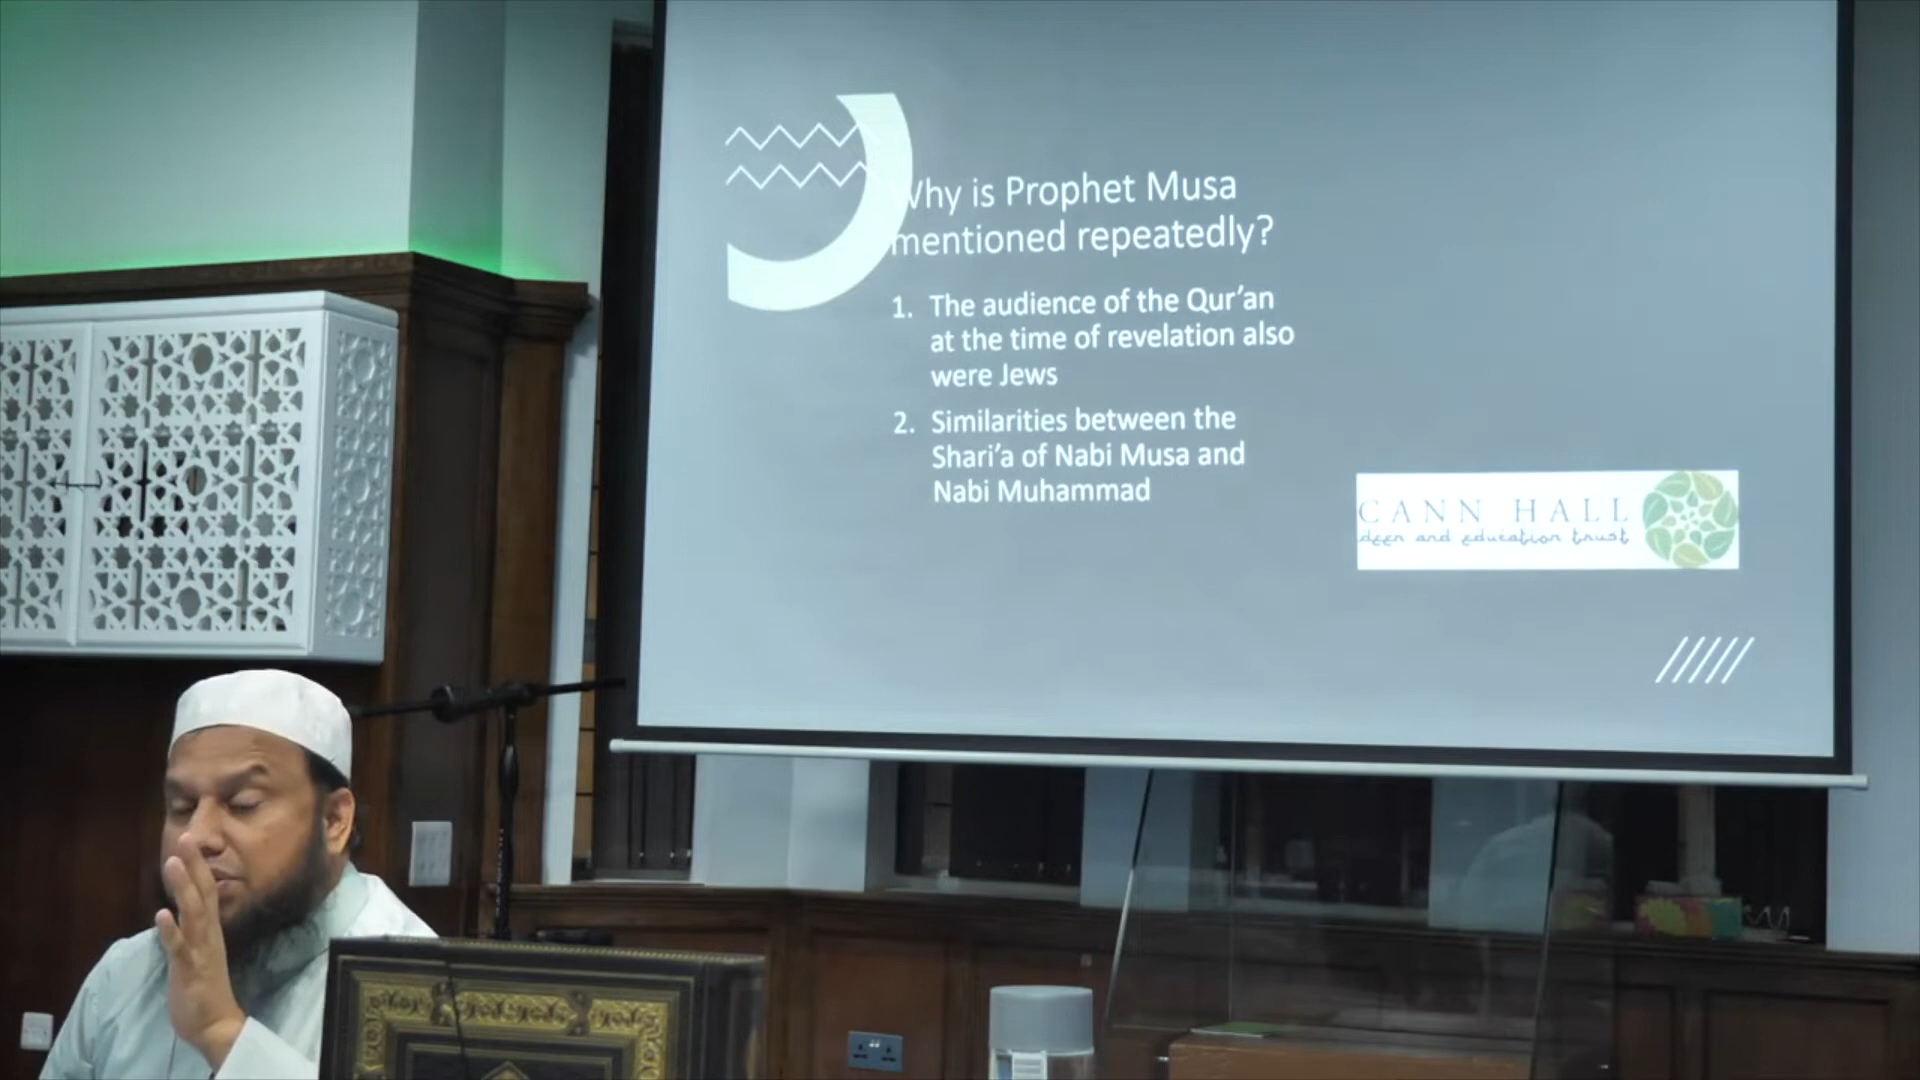 Why is Prophet Musa
mentioned repeatedly?
1. The audience of the Qur'an
at the time of revelation also
were Jews
2. Similarities between the
Shari'a of Nabi Musa and
Nabi Muhammad
CANN HALL
deen and education trust